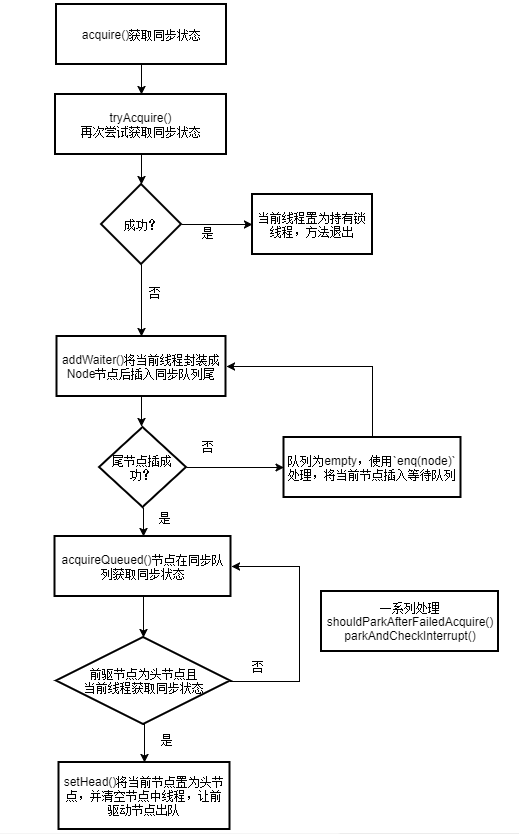 acquire()获取同步状态
tryAcquire()
再次尝试获取同步状态
成功?
是
当前线程置为持有锁
线程，方法退出
否
addWaiter()将当前线程封装成
Node节点后插入同步队列尾
尾节点插成
功？
否
队列为empty，使用`enq(node)`
处理，将当前节点插入等待队列
是
acquireQueued()节点在同步队
列获取同步状态
一系列处理
shouldParkAfterFailedAcquire()
parkAndCheckInterrupt()
前驱节点为头节点且
当前线程获取同步状态
否
是
setHead()将当前节点置为头节
点，并清空节点中线程，让前
驱动节点出队